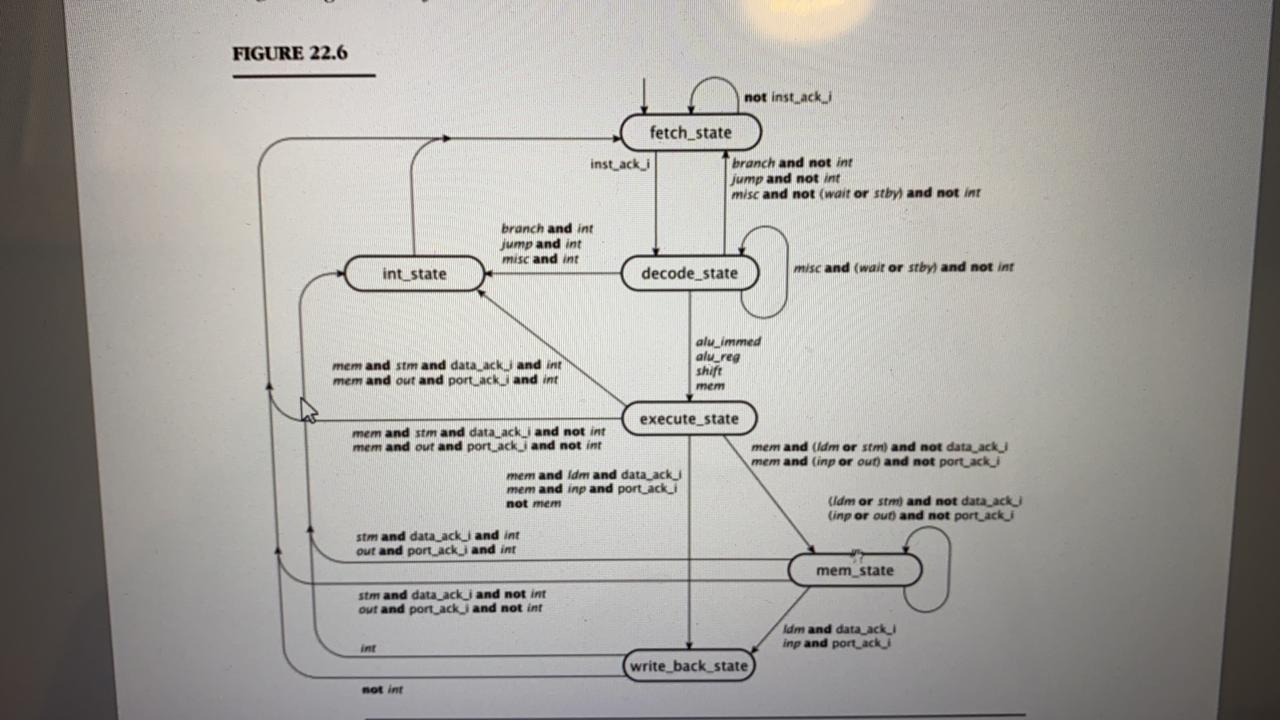 FIGURE 22.6
not inst_ack_i
fetch_state
inst_ack_i
branch and not int
jump and not int
misc and not (wait or stby) and not int
branch and int
jump and int
misc and int
int_state
decode_state
misc and (wait or stby) and not int
alu_immed
alu_reg
shift
mem
mem and stm and data_ack_i and int
mem and out and port_ack_i and int
execute_state
mem and stm and data_ack_i and not int
mem and out and port_ack_i and not int
mem and (ldm or stm) and not data_ack_i
mem and (inp or out) and not port_ack_i
mem and ldm and data_ack_i
mem and inp and port_ack_i
not mem
(ldm or stm) and not data_ack_i
(inp or out) and not port_ack_i
stm and data_ack_i and int
out and port_ack_i and int
mem_state
stm and data_ack_i and not int
out and port_ack_i and not int
ldm and data_ack_i
inp and port_ack_i
int
write_back_state
not int